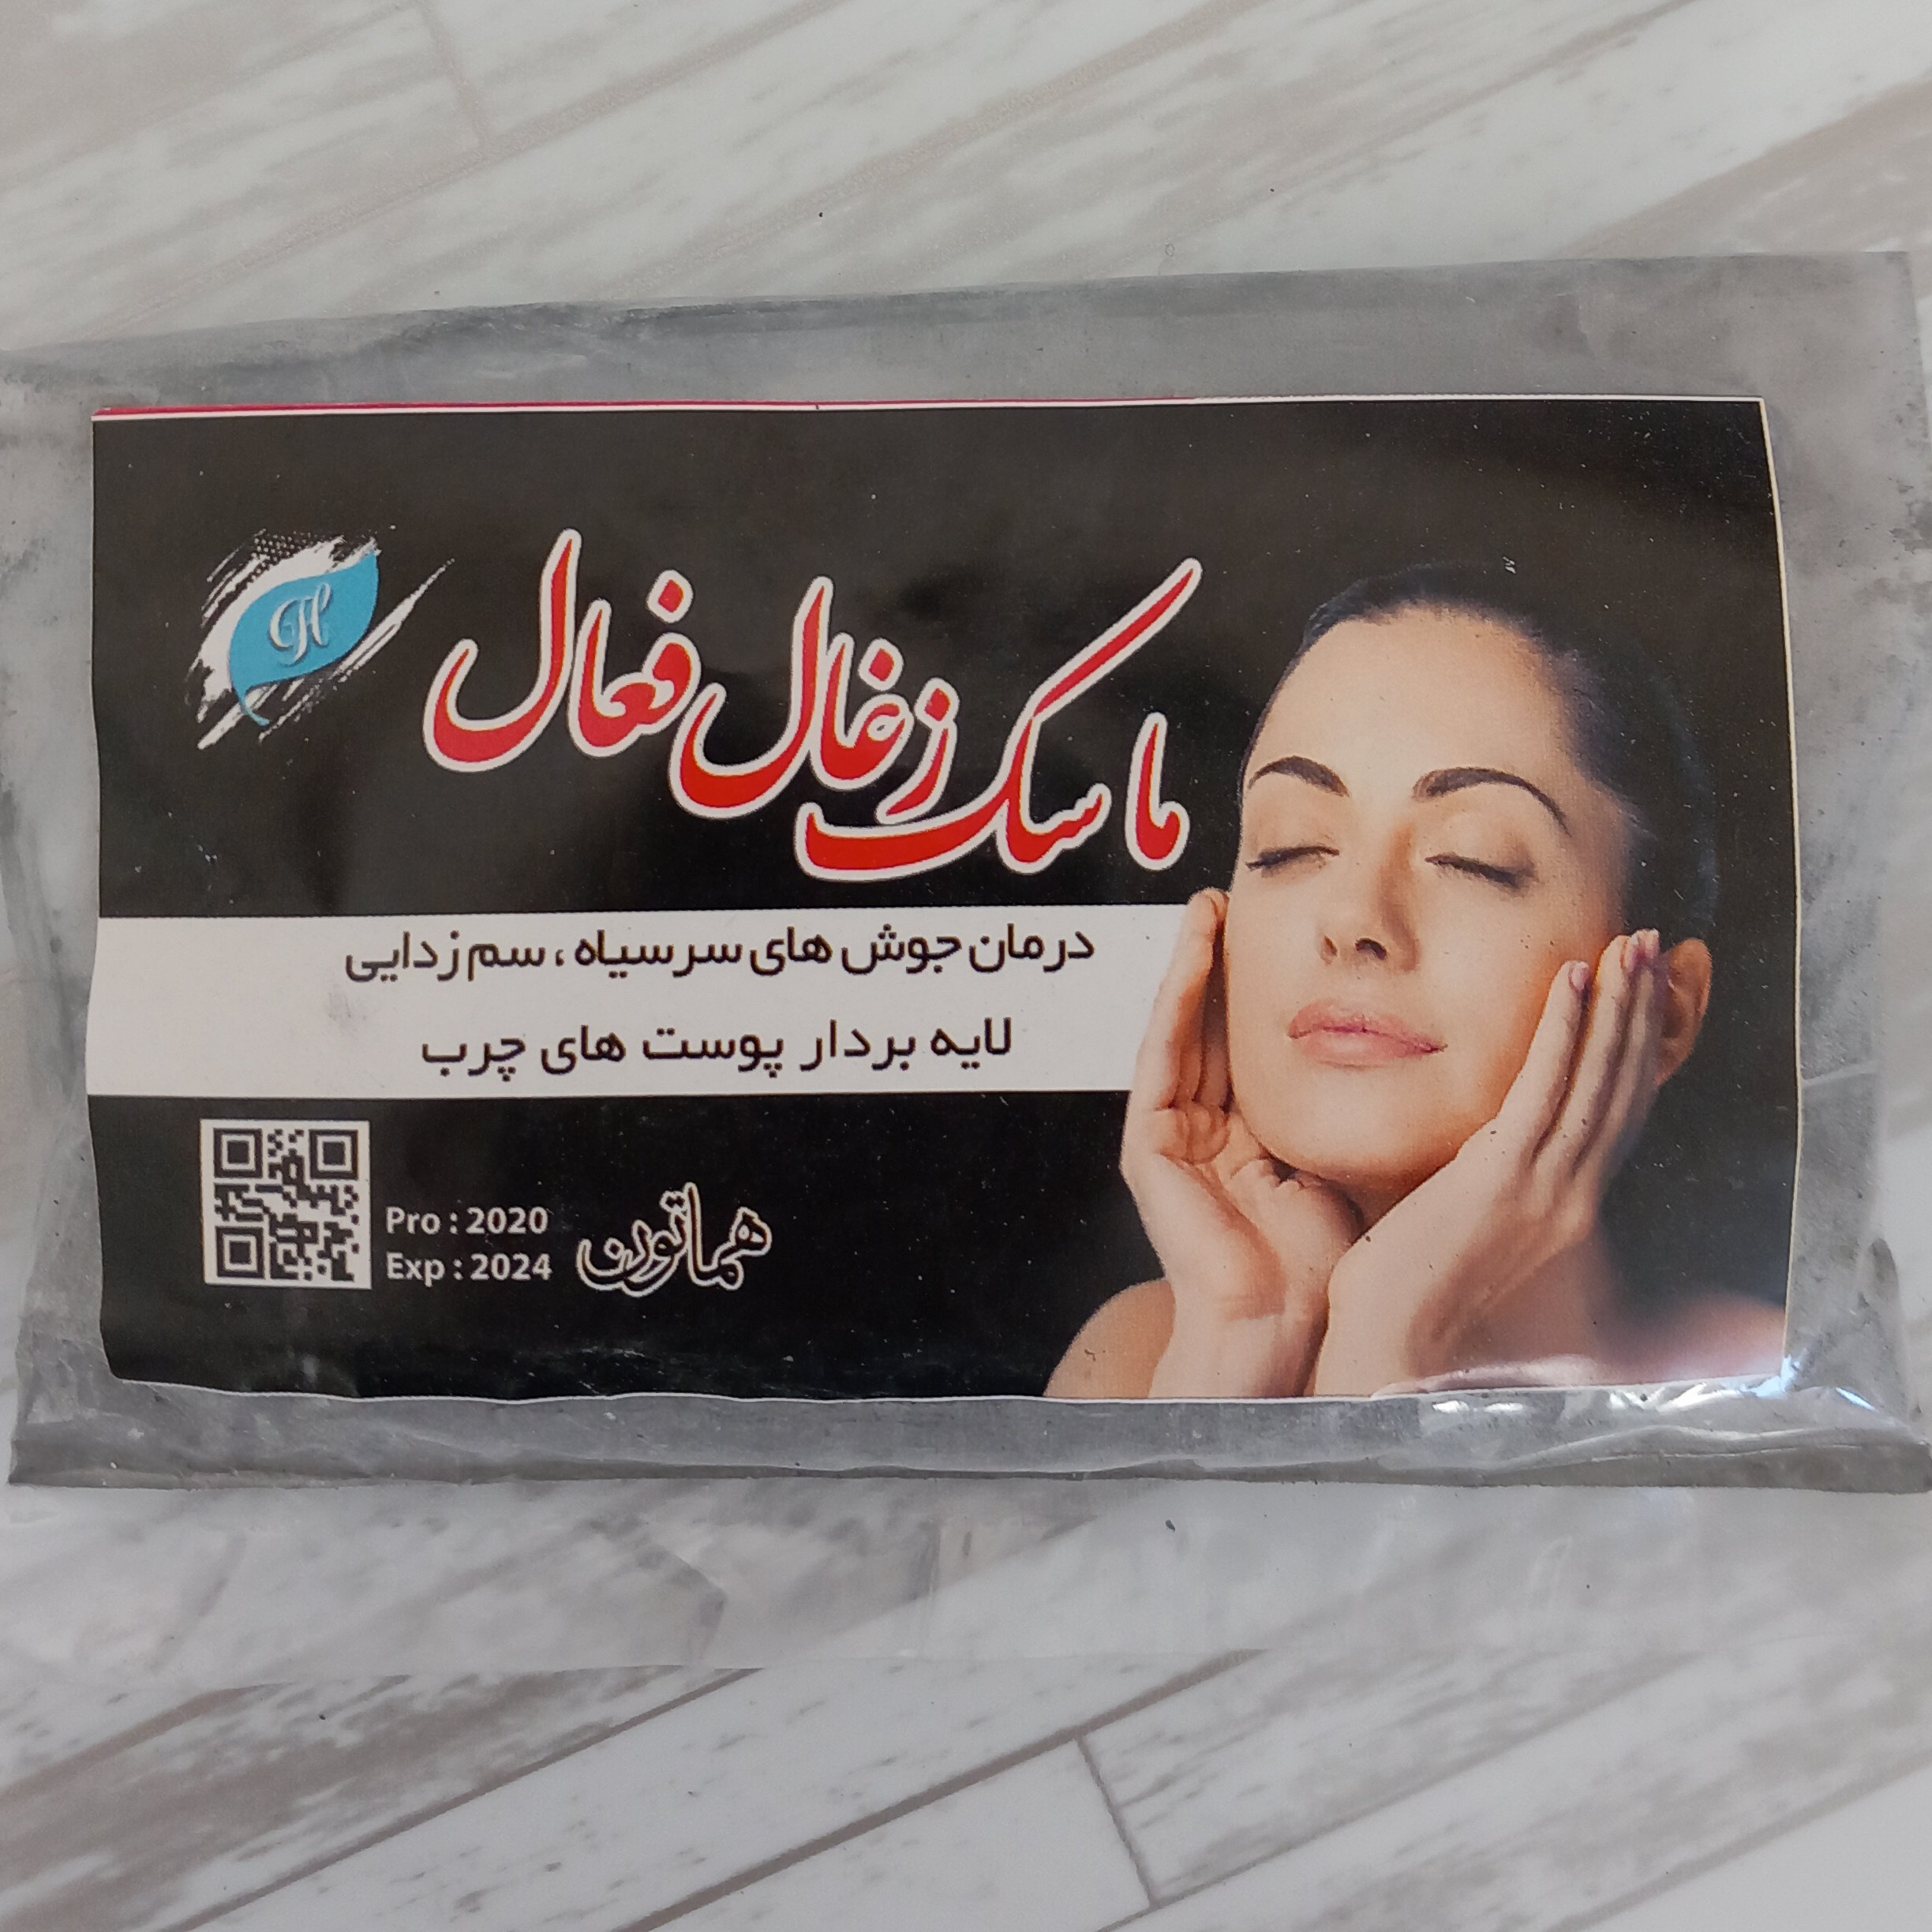 H
ماسک زغال فعال
درمان جوش های سرسیاه ، سم زدایی
لایه بردار پوست های چرب
Pro : 2020
Exp : 2024
هماتورن